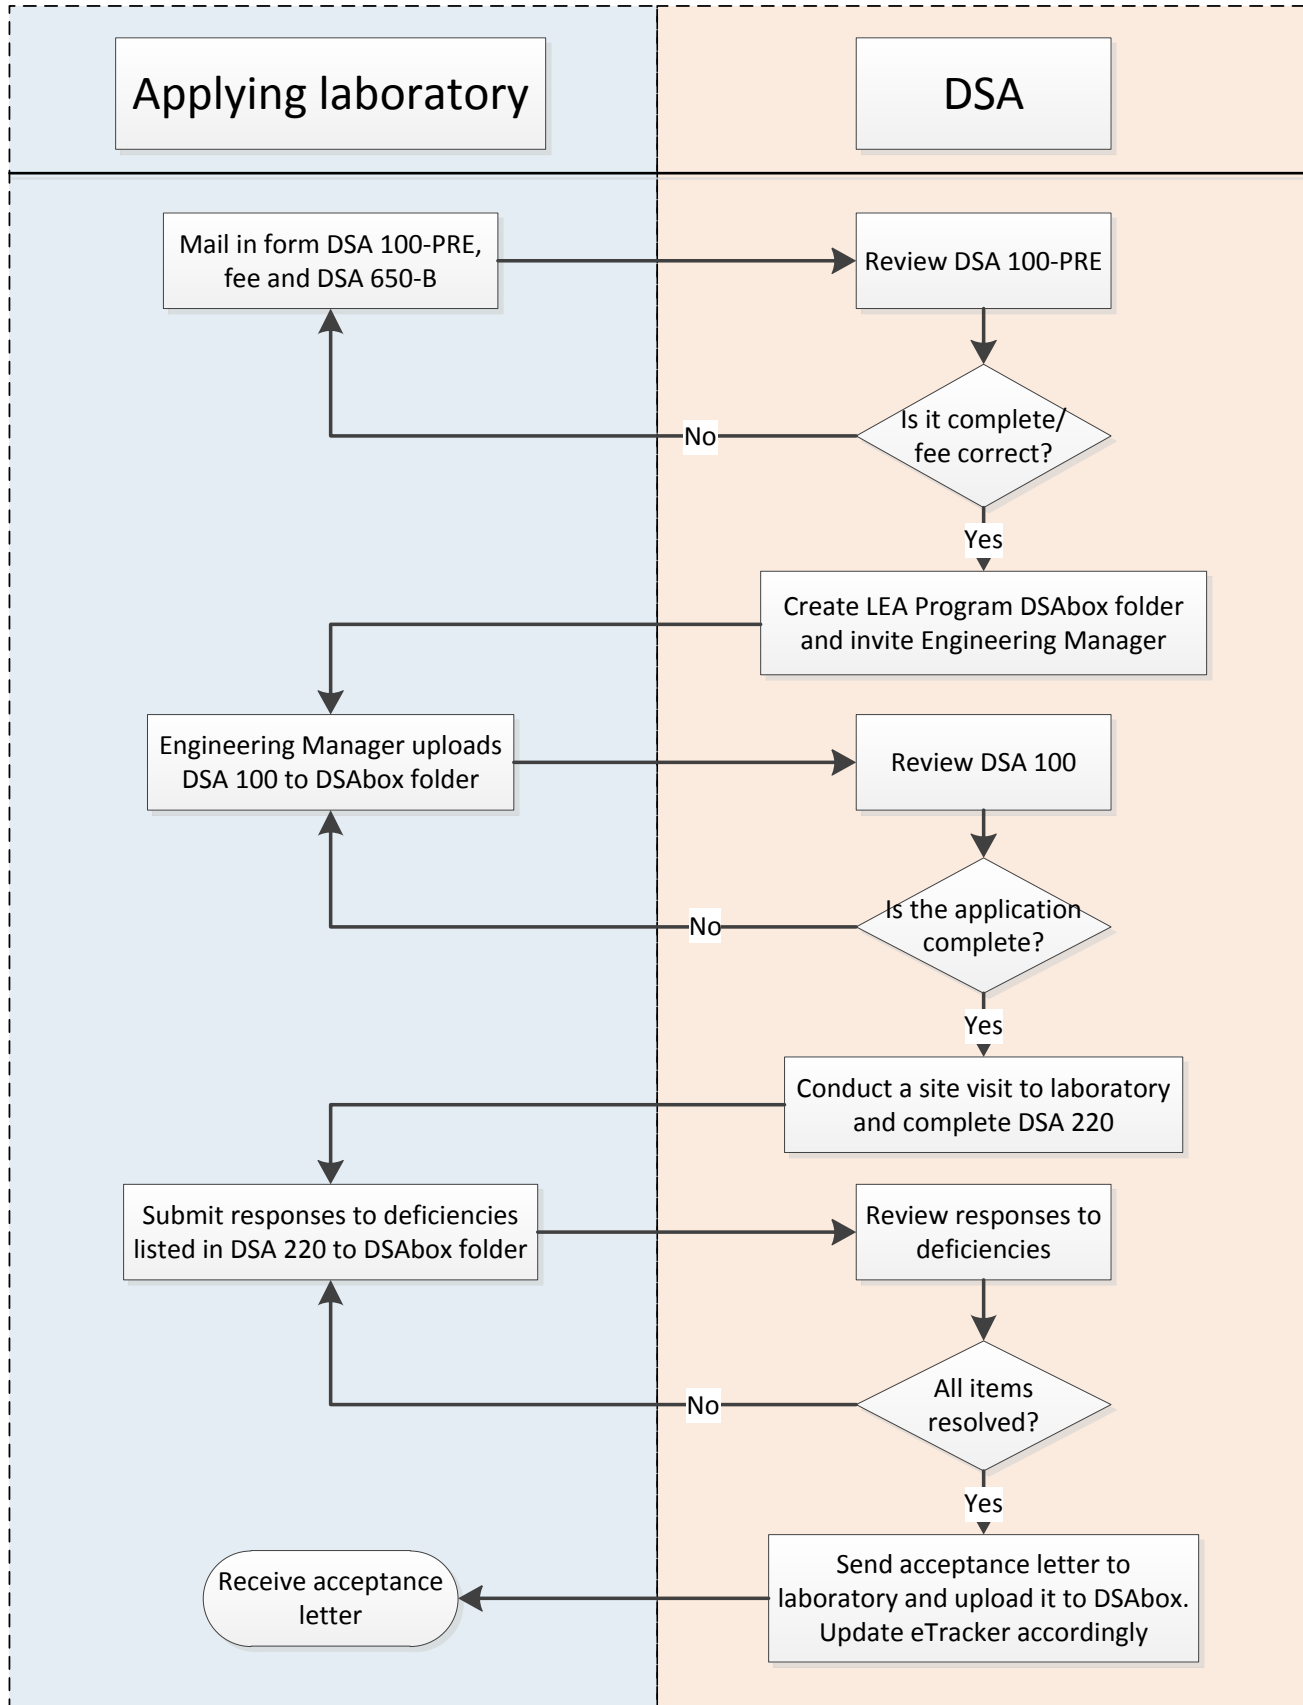 Applying laboratory
DSA
Mail in form DSA 100-PRE,
fee and DSA 650-B
Review DSA 100-PRE
Is it complete/
fee correct?
No
Yes
Create LEA Program DSAbox folder
and invite Engineering Manager
Engineering Manager uploads
DSA 100 to DSAbox folder
Review DSA 100
Is the application
complete?
No
Yes
Conduct a site visit to laboratory
and complete DSA 220
Submit responses to deficiencies
listed in DSA 220 to DSAbox folder
Review responses to
deficiencies
All items
resolved?
No
Yes
Send acceptance letter to
laboratory and upload it to DSAbox.
Update eTracker accordingly
Receive acceptance
letter